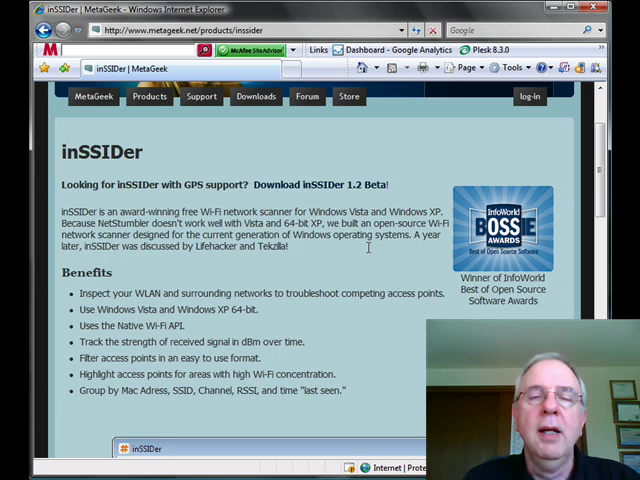 inSSIDer | MetaGeek - Windows Internet Explorer
http://www.metageek.net/products/inssider
Google
McAfee SiteAdvisor
Links
Dashboard - Google Analytics
Plesk 8.3.0
inSSIDer | MetaGeek
Page
Tools
MetaGeek
Products
Support
Downloads
Forum
Store
log-in
inSSIDer
Looking for inSSIDer with GPS support? Download inSSIDer 1.2 Beta!
inSSIDer is an award-winning free Wi-Fi network scanner for Windows Vista and Windows XP.
Because NetStumbler doesn't work well with Vista and 64-bit XP, we built an open-source Wi-Fi
network scanner designed for the current generation of Windows operating systems. A year
later, inSSIDer was discussed by Lifehacker and Tekzilla!
InfoWorld
BOSSIE
AWARDS
Best of Open Source Software
Winner of InfoWorld
Best of Open Source
Software Awards
Benefits
Inspect your WLAN and surrounding networks to troubleshoot competing access points.
Use Windows Vista and Windows XP 64-bit.
Uses the Native Wi-Fi API.
Track the strength of received signal in dBm over time.
Filter access points in an easy to use format.
Highlight access points for areas with high Wi-Fi concentration.
Group by Mac Adress, SSID, Channel, RSSI, and time "last seen."
inSSIDer
Internet | Prote